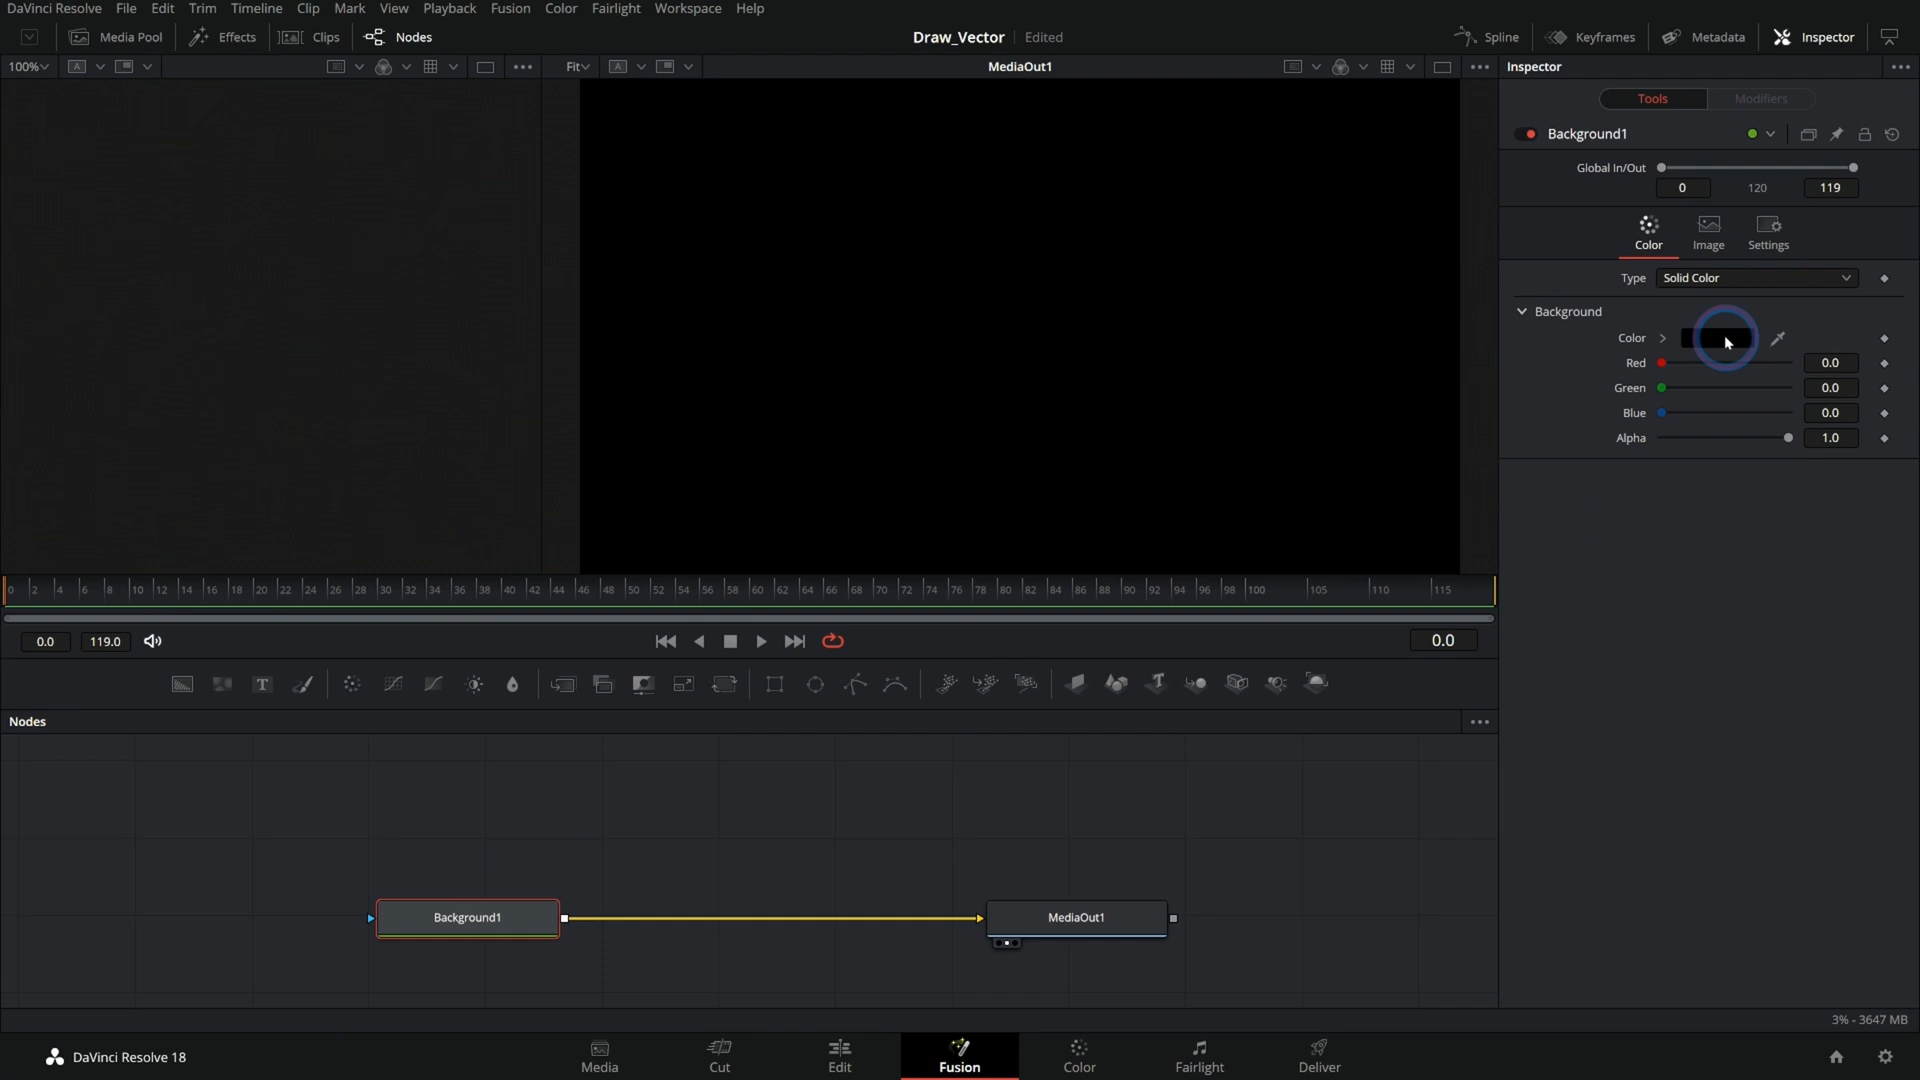 DaVinci Resolve File Edit Trim Timeline Clip Mark View Playback Fusion Color Fairlight Workspace Help
Media Pool Effects Clips Nodes Draw_Vector Edited Spline Keyframes Metadata Inspector
100% A Fit A MediaOut1 Inspector
Tools Modifiers
Background1
Global In/Out
0 120 119
Color Image Settings
Type Solid Color
Background
Color
Red 0.0
Green 0.0
Blue 0.0
Alpha 1.0
0 2 4 6 8 10 12 14 16 18 20 22 24 26 28 30 32 34 36 38 40 42 44 46 48 50 52 54 56 58 60 62 64 66 68 70 72 74 76 78 80 82 84 86 88 90 92 94 96 98 100 105 110 115
0.0 119.0 0.0
T
Nodes
Background1 MediaOut1
3% - 3647 MB
DaVinci Resolve 18 Media Cut Edit Fusion Color Fairlight Deliver